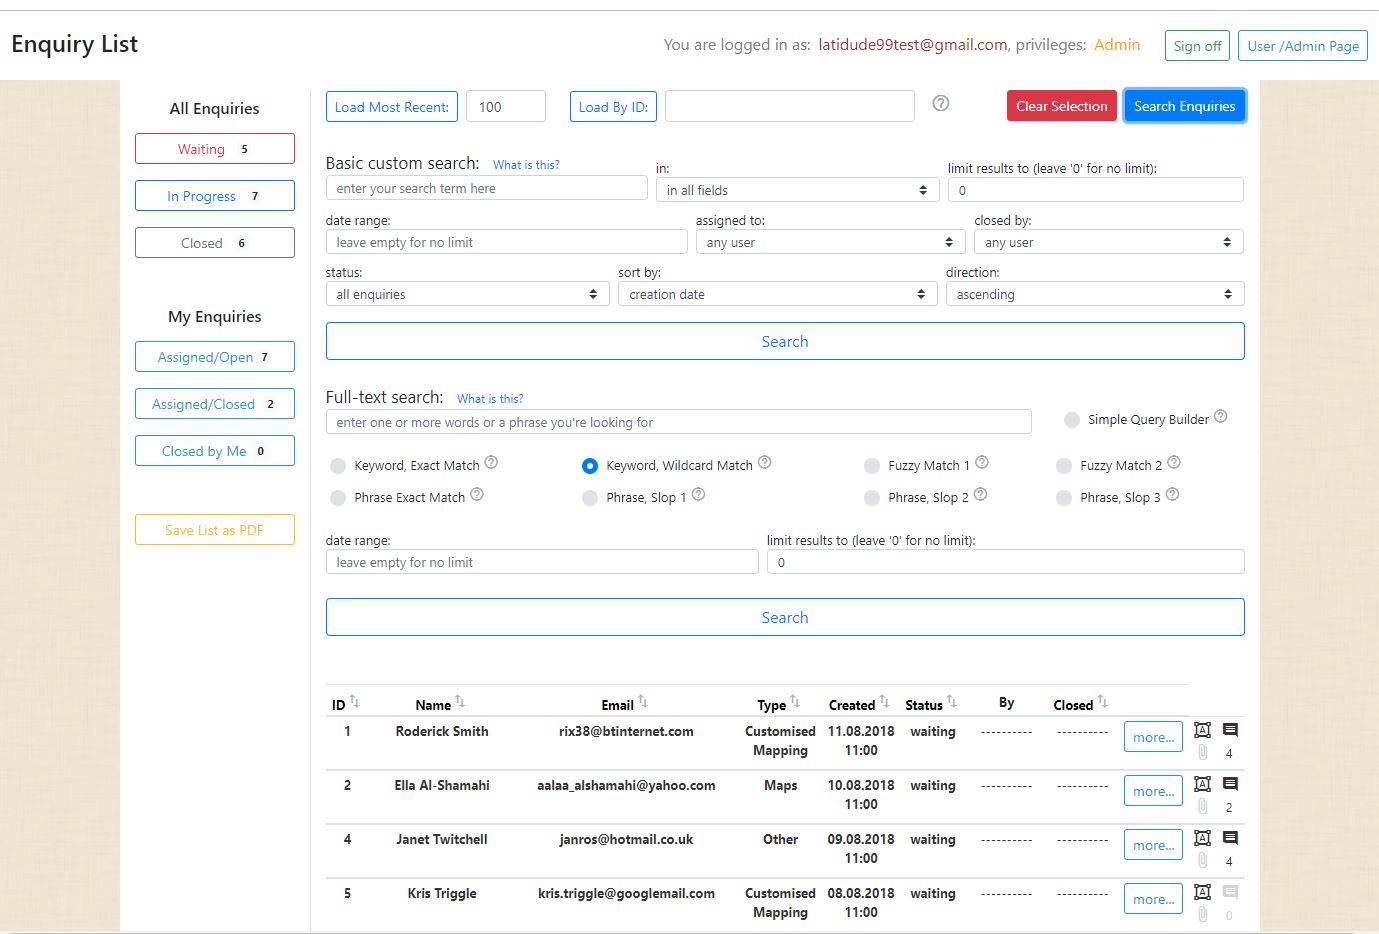 Enquiry List
You are logged in as: latidude99test@gmail.com, privileges: Admin
Sign off
User /Admin Page
All Enquiries
Waiting 5
In Progress 7
Closed 6
My Enquiries
Assigned/Open 7
Assigned/Closed 2
Closed by Me 0
Save List as PDF
Load Most Recent: 100 Load By ID: ? Clear Selection Search Enquiries
Basic custom search: What is this?
in:
limit results to (leave '0' for no limit):
enter your search term here
in all fields
0
date range: assigned to: closed by:
leave empty for no limit any user any user
status: sort by: direction:
all enquiries creation date ascending
Search
Full-text search: What is this?
enter one or more words or a phrase you're looking for
Simple Query Builder ?
Keyword, Exact Match ? Keyword, Wildcard Match ? Fuzzy Match 1 ? Fuzzy Match 2 ?
Phrase Exact Match ? Phrase, Slop 1 ? Phrase, Slop 2 ? Phrase, Slop 3 ?
date range: limit results to (leave '0' for no limit):
leave empty for no limit 0
Search
ID Name Email Type Created Status By Closed
1 Roderick Smith rix38@btinternet.com Customised 11.08.2018 waiting ---------- ---------- more... A
Mapping 11:00 4
2 Ella Al-Shamahi aalaa_alshamahi@yahoo.com Maps 10.08.2018 waiting ---------- ---------- more... A
11:00 2
4 Janet Twitchell janros@hotmail.co.uk Other 09.08.2018 waiting ---------- ---------- more... A
11:00 4
5 Kris Triggle kris.triggle@googlemail.com Customised 08.08.2018 waiting ---------- ---------- more... A
Mapping 11:00 0